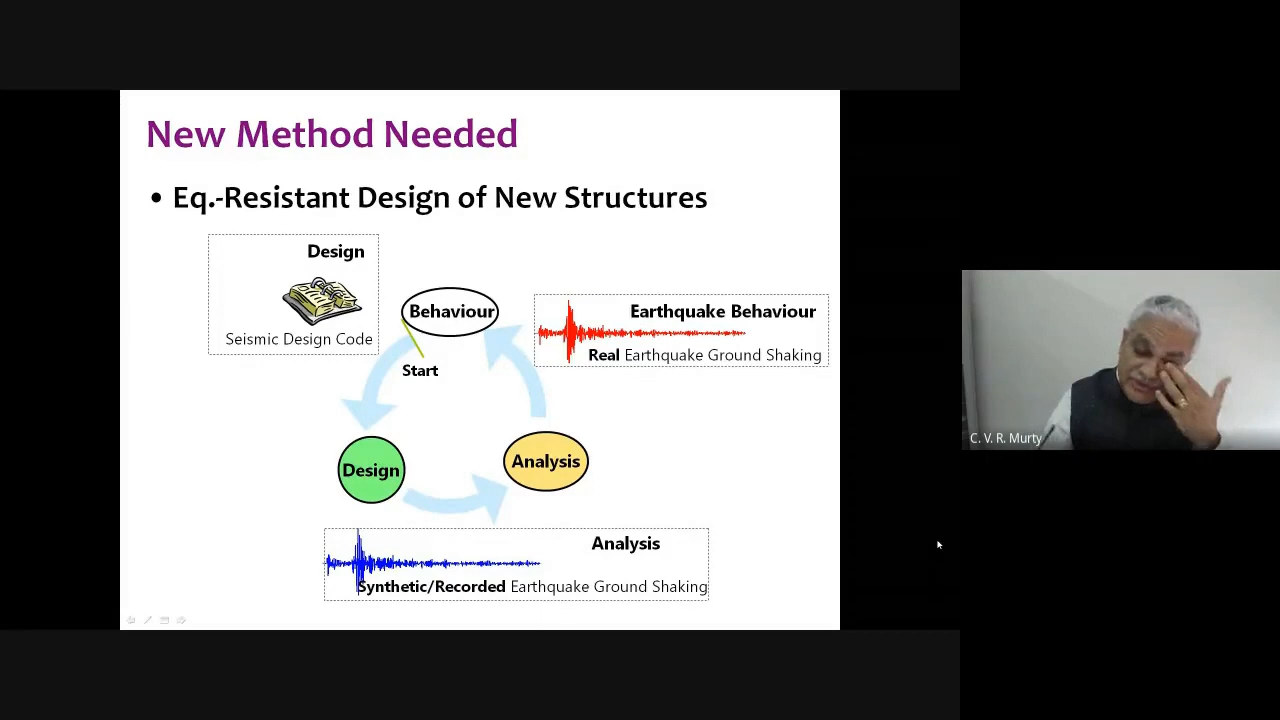 New Method Needed
• Eq.-Resistant Design of New Structures
Design
Seismic Design Code
Behaviour
Start
Earthquake Behaviour
Real Earthquake Ground Shaking
Design
Analysis
Analysis
Synthetic/Recorded Earthquake Ground Shaking
C. V. R. Murty